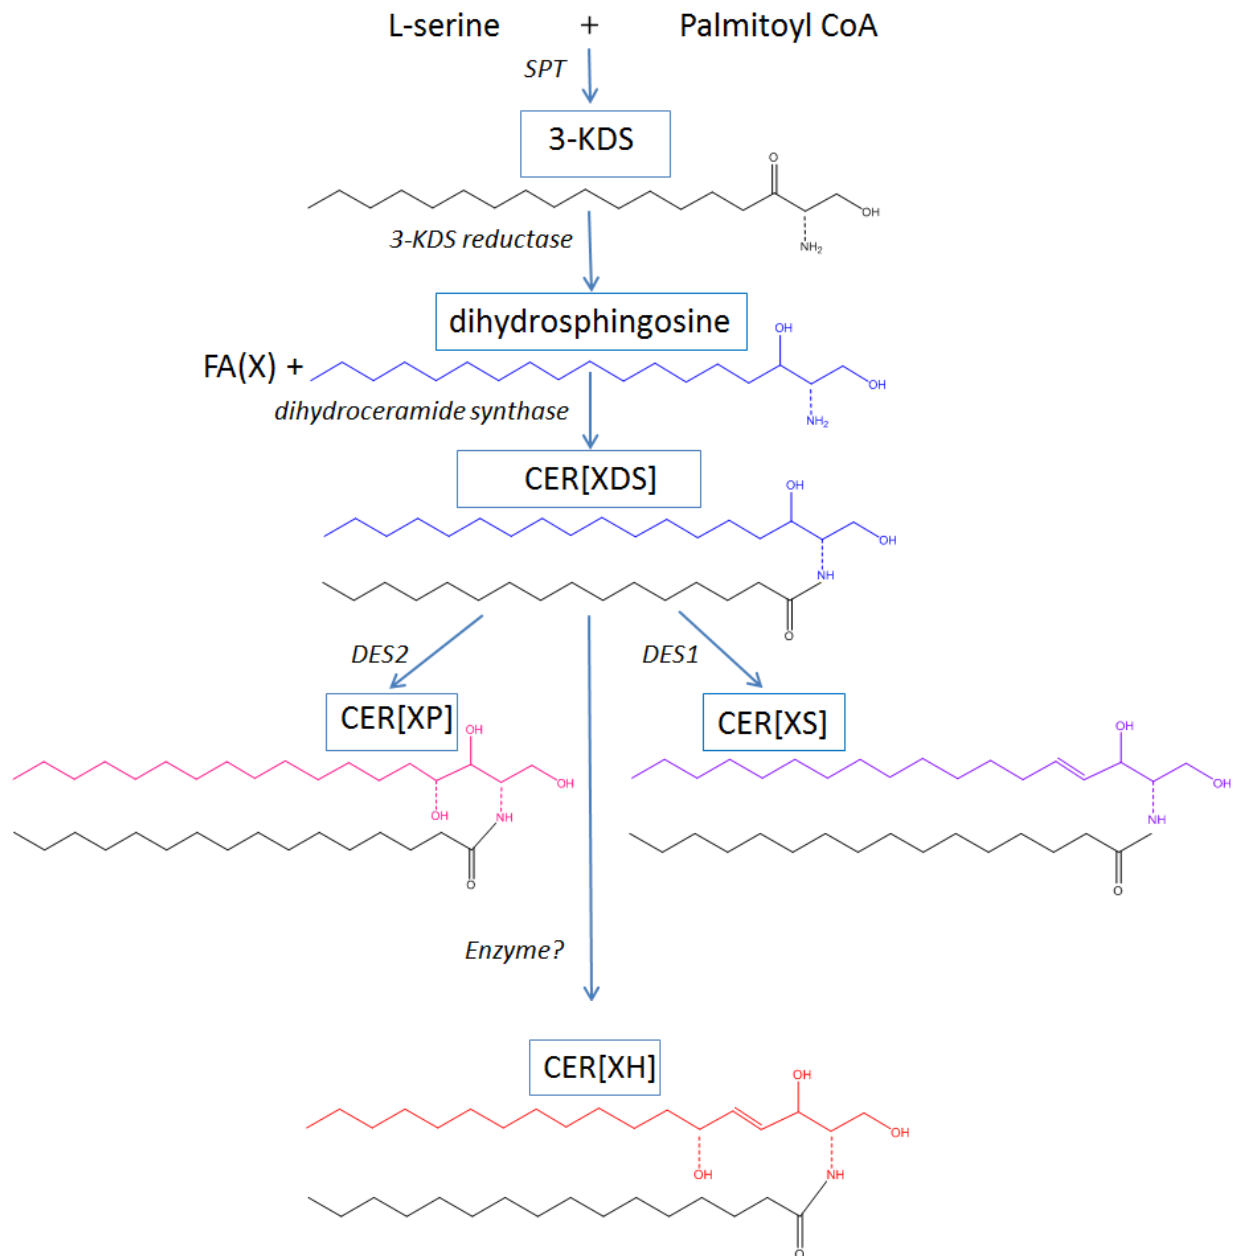 L-serine + Palmitoyl CoA
SPT
3-KDS
O
OH
NH2
3-KDS reductase
dihydrosphingosine
OH
FA(X) +
OH
NH2
dihydroceramide synthase
CER[XDS]
OH
OH
NH
O
DES2 DES1
CER[XP] CER[XS]
OH OH
OH OH
OH NH NH
O O
Enzyme?
CER[XH]
OH
OH
OH NH
O